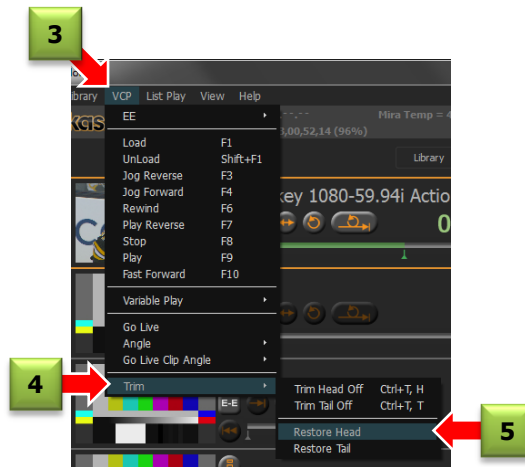 3
VCP List Play View Help
EE
Mira Temp = 4
,00,52,14 (96%)
Load F1
UnLoad Shift+F1
Library
Jog Reverse F3
Jog Forward F4
Rewind F6
key 1080-59.94i Actio
Play Reverse F7
Stop F8
0
Play F9
Fast Forward F10
Variable Play
Go Live
Angle
Go Live Clip Angle
4
Trim
E-E
Trim Head Off Ctrl+T, H
Trim Tail Off Ctrl+T, T
Restore Head
5
Restore Tail